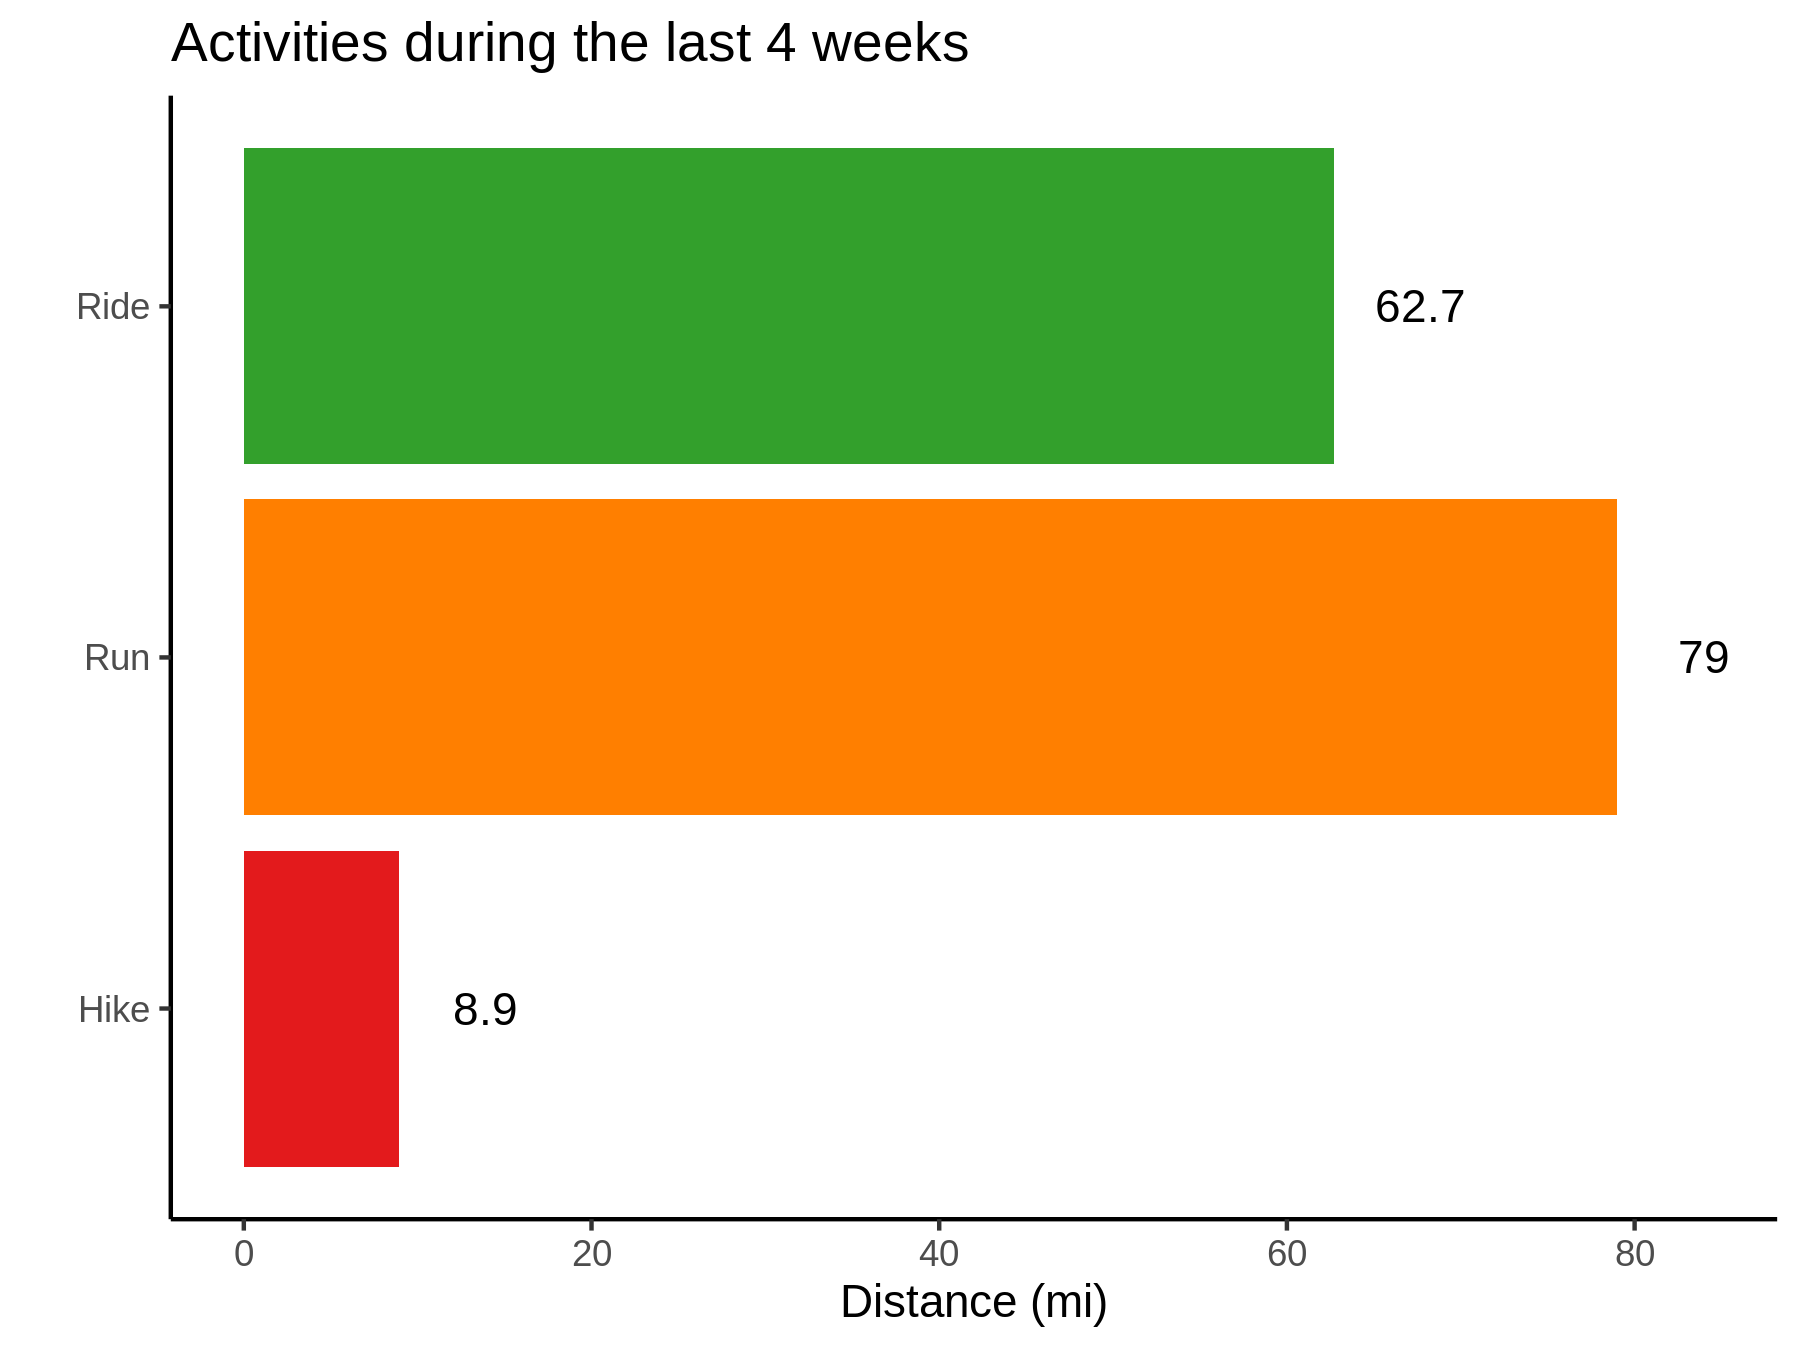 Activities during the last 4 weeks
Ride
62.7
Run
79
Hike
8.9
0 20 40 60 80
Distance (mi)